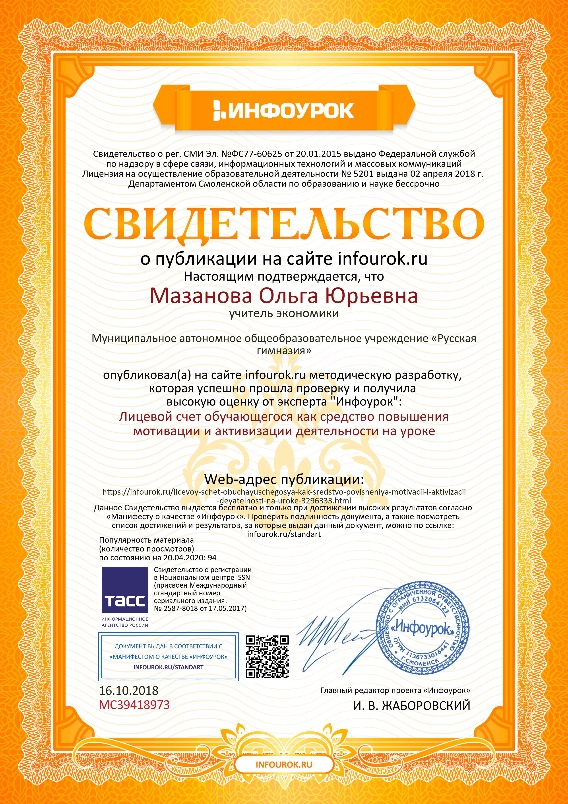 ИНФОУРОК
Свидетельство о рег. СМИ Эл. №ФС77-60625 от 20.01.2015 выдано Федеральной службой
по надзору в сфере связи, информационных технологий и массовых коммуникаций
Лицензия на осуществление образовательной деятельности № 5201 выдана 02 апреля 2018 г.
Департаментом Смоленской области по образованию и науке бессрочно
СВИДЕТЕЛЬСТВО
о публикации на сайте infourok.ru
Настоящим подтверждается, что
Мазанова Ольга Юрьевна
учитель экономики
Муниципальное автономное общеобразовательное учреждение «Русская
гимназия»
опубликовал(а) на сайте infourok.ru методическую разработку,
которая успешно прошла проверку и получила
высокую оценку от эксперта "Инфоурок":
Лицевой счет обучающегося как средство повышения
мотивации и активизации деятельности на уроке
Web-адрес публикации:
https://infourok.ru/licevoy-schet-obuchayuschegosya-kak-sredstvo-povisheniya-motivacii-i-aktivizacii
-deyatelnosti-na-uroke-3296333.html
Данное Свидетельство выдается бесплатно и только при достижении высоких результатов согласно
«Манифесту о качестве «Инфоурок». Проверить подлинность документа, а также посмотреть
список достижений и результатов, за которые выдан данный документ, можно по ссылке:
infourok.ru/standart
Популярность материала
(количество просмотров)
по состоянию на 20.04.2020: 94
Свидетельство о регистрации
в Национальном центре ISSN
(присвоен Международный
стандартный номер
сериального издания
№ 2587-8018 от 17.05.2017)
ТАСС
ИНФОРМАЦИОННОЕ
АГЕНТСТВО РОССИИ
ДОКУМЕНТ ВЫДАН В СООТВЕТСТВИИ С
«МАНИФЕСТОМ О КАЧЕСТВЕ «ИНФОУРОК»
INFOUROK.RU/STANDART
«Инфоурок»
Г.СМОЛЕНСК
16.10.2018
МС39418973
Главный редактор проекта «Инфоурок»
И. В. ЖАБОРОВСКИЙ
INFOUROK.RU